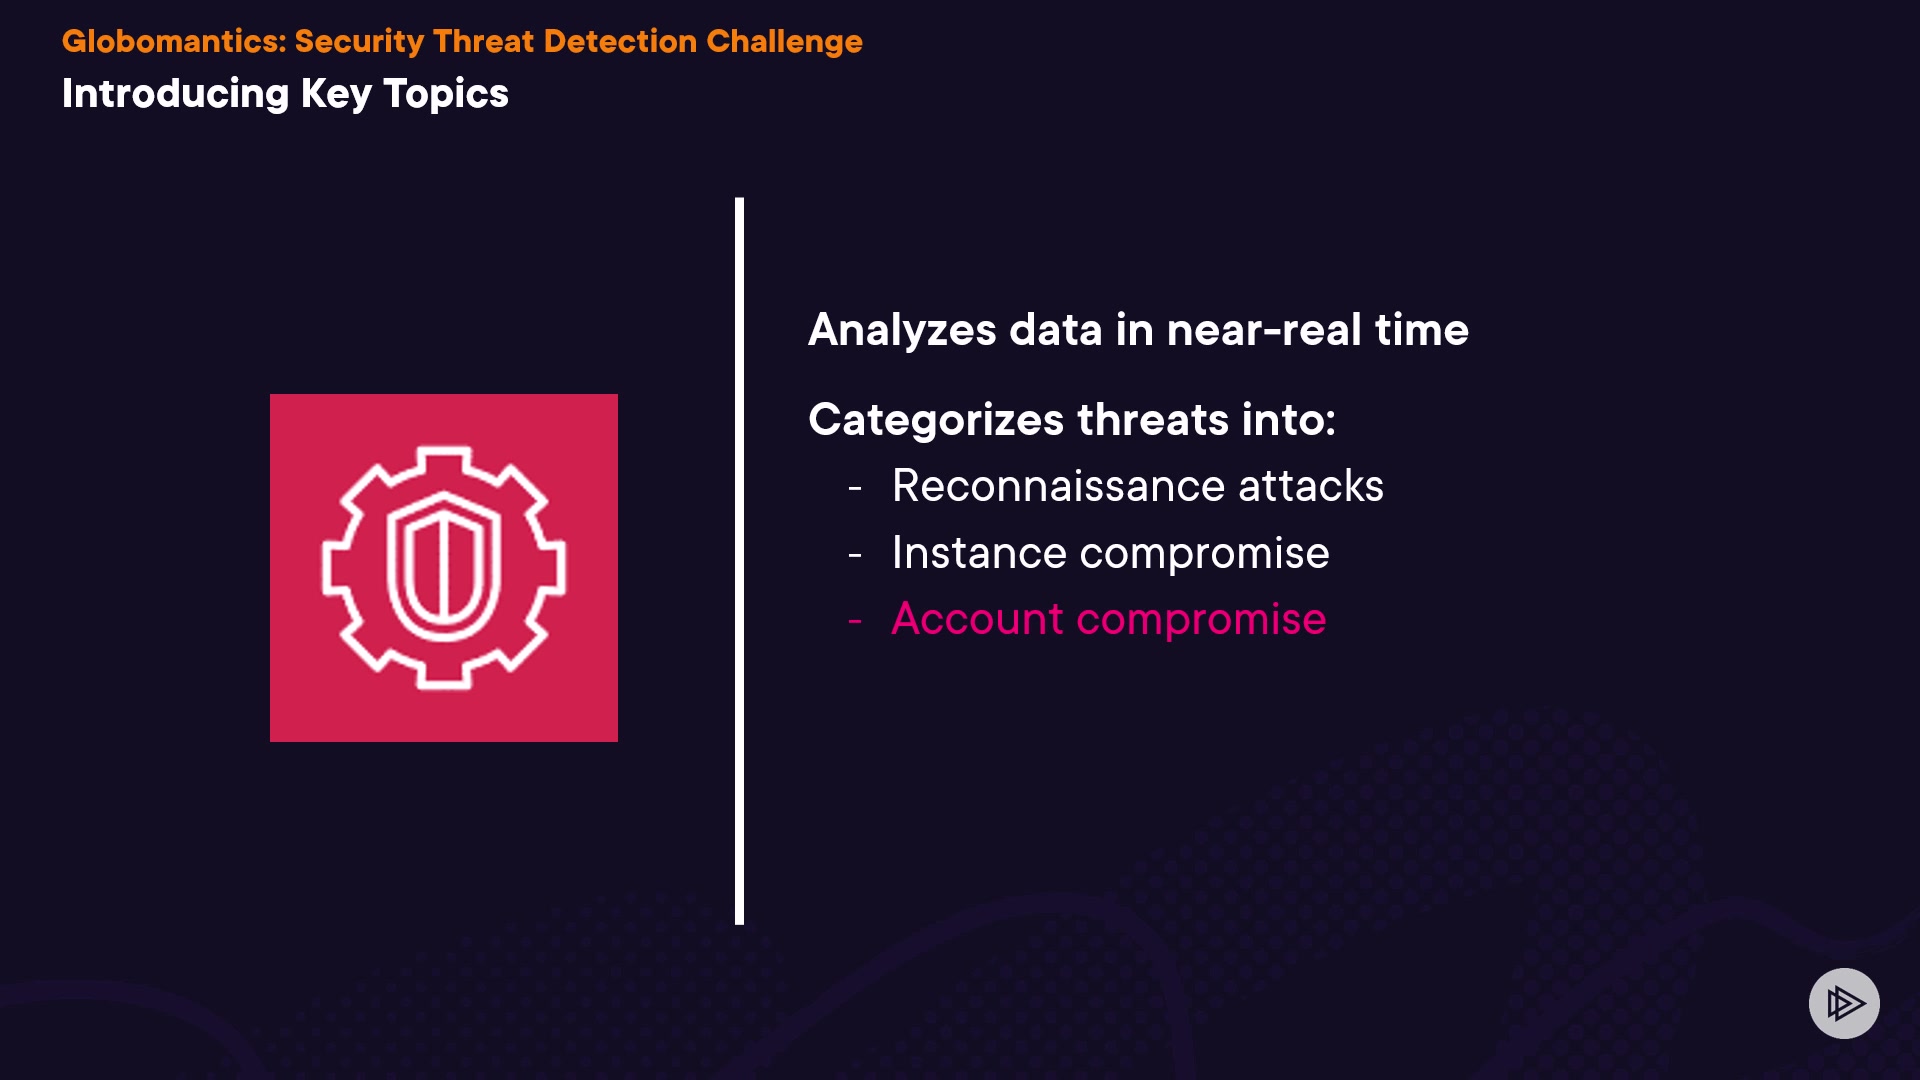 Globomantics: Security Threat Detection Challenge
Introducing Key Topics
Analyzes data in near-real time
Categorizes threats into:
- Reconnaissance attacks
- Instance compromise
- Account compromise